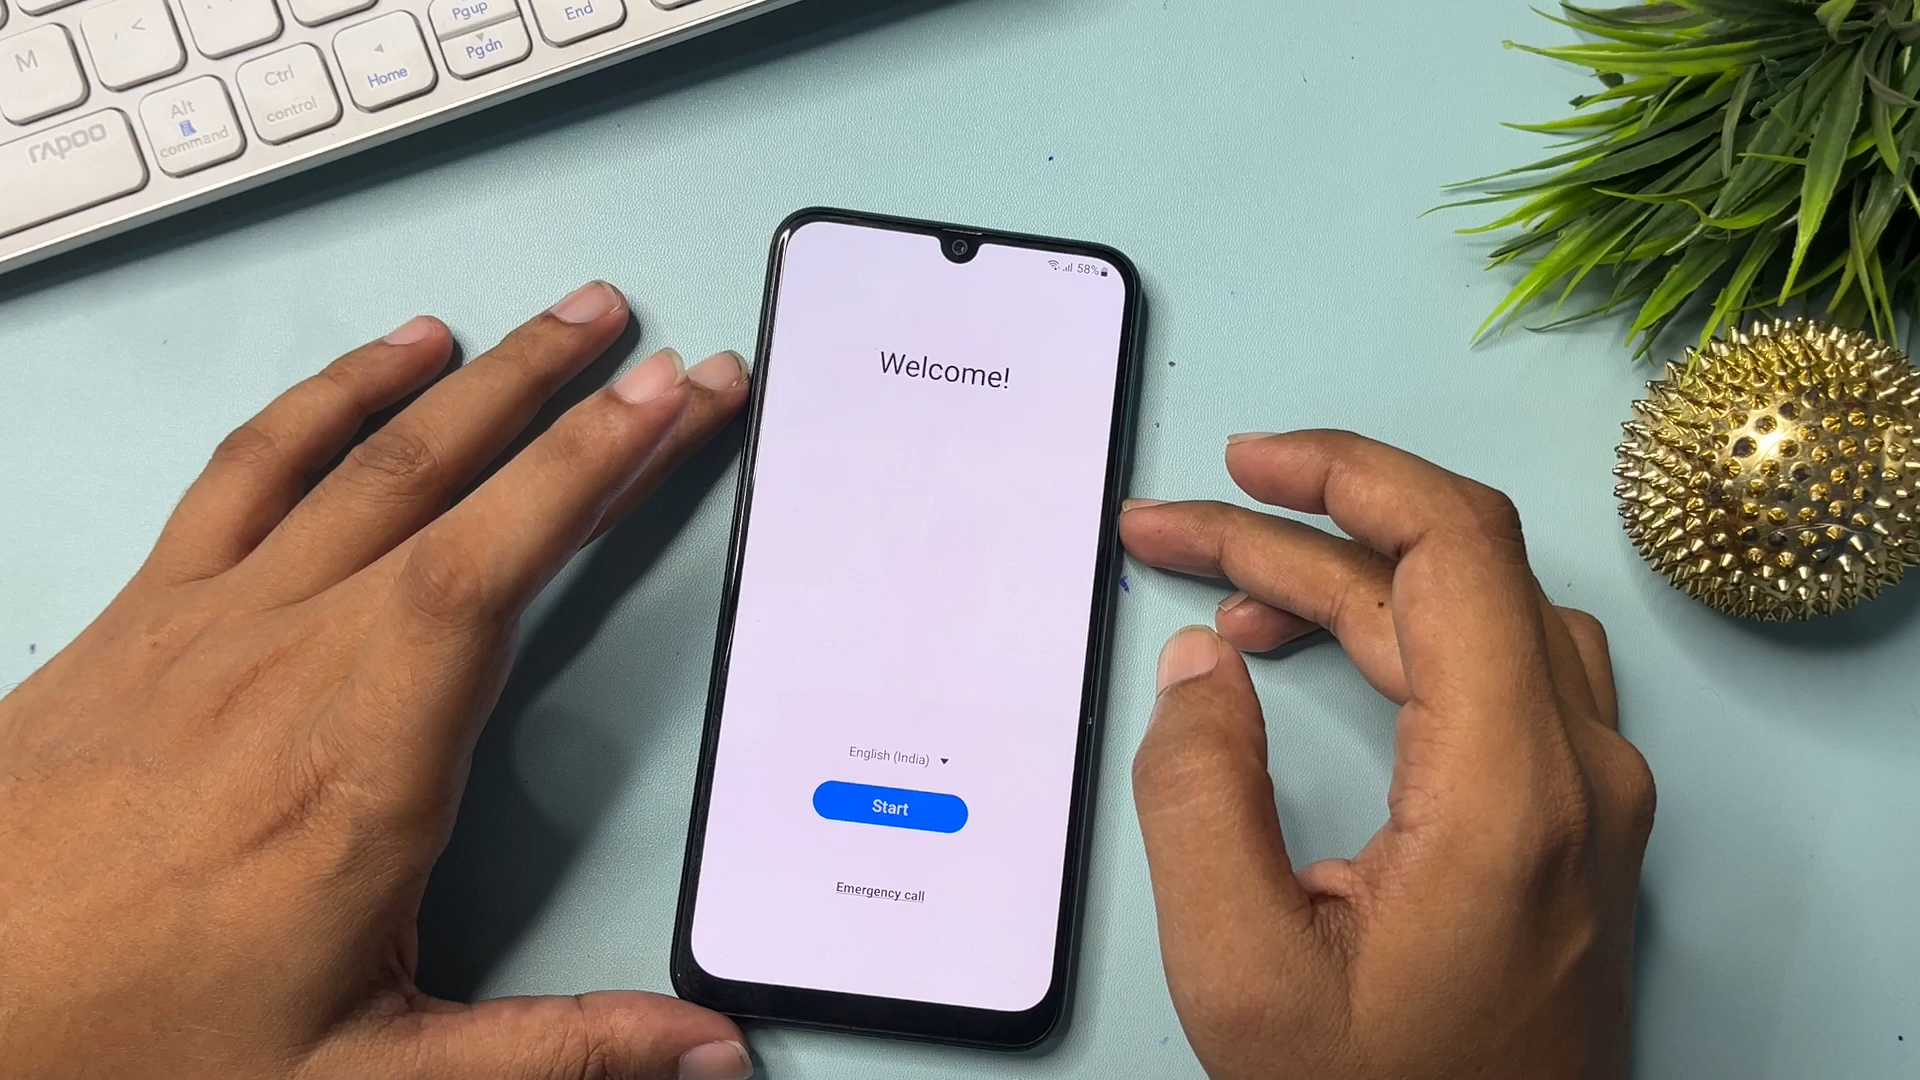 Pgup
End
M
<
Ctrl
Home
Pgdn
Alt
control
rapoo
command
58%
Welcome!
English (India)
Start
Emergency call